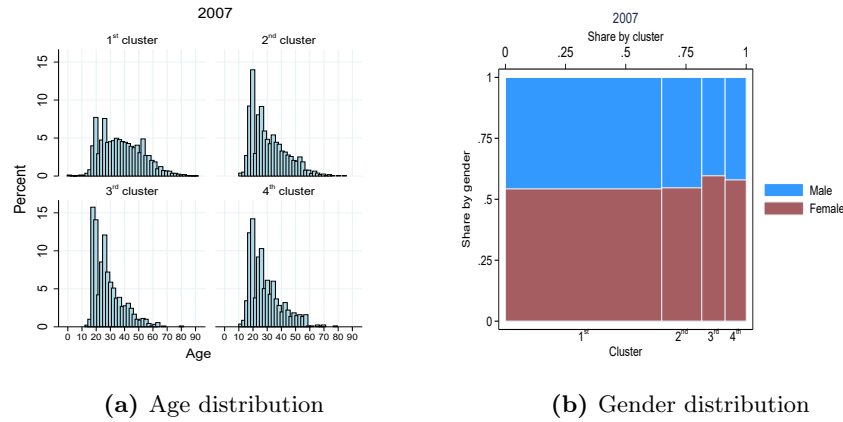 2007
1st cluster
2nd cluster
15
10
5
0
3rd cluster
4th cluster
15
10
5
0
Percent
0 10 20 30 40 50 60 70 80 90 0 10 20 30 40 50 60 70 80 90
Age
(a) Age distribution
2007
Share by cluster
0 .25 .5 .75 1
1
.75
.5
.25
0
Share by gender
1st 2nd 3rd 4th
Cluster
Male
Female
(b) Gender distribution